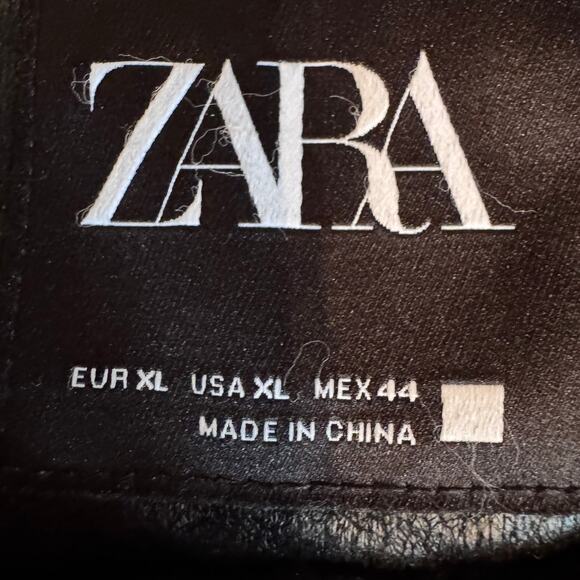 ZARA
EUR XL USA XL MEX 44
MADE IN CHINA